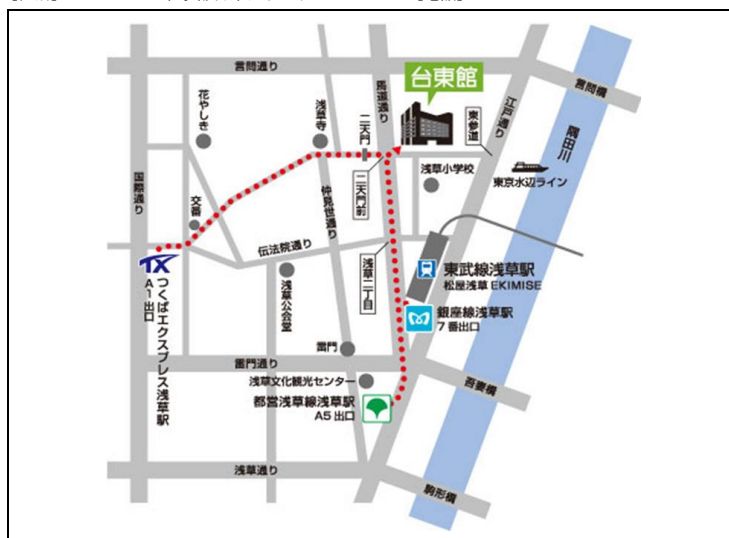 言問通り
台東館
花やしき
浅草寺
二天門
馬道通り
東参道
江戸通り
言問橋
隅田川
国際通り
交番
仲見世通り
二天門前
浅草小学校
東京水辺ライン
伝法院通り
TX
つくばエクスプレス浅草駅
A1出口
浅草公会堂
浅草二丁目
東武線浅草駅
松屋浅草 EKIMISE
銀座線浅草駅
7番出口
雷門
雷門通り
浅草文化観光センター
吾妻橋
都営浅草線浅草駅
A5 出口
浅草通り
駒形橋